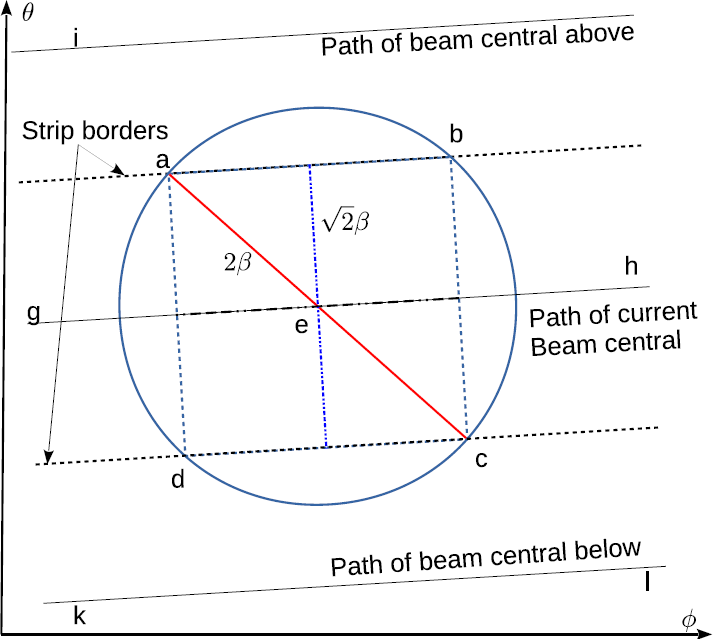 θ
i
Path of beam central above
Strip borders
a
b
√2β
2β
h
g
e
Path of current
Beam central
d
c
Path of beam central below
k
l
ϕ